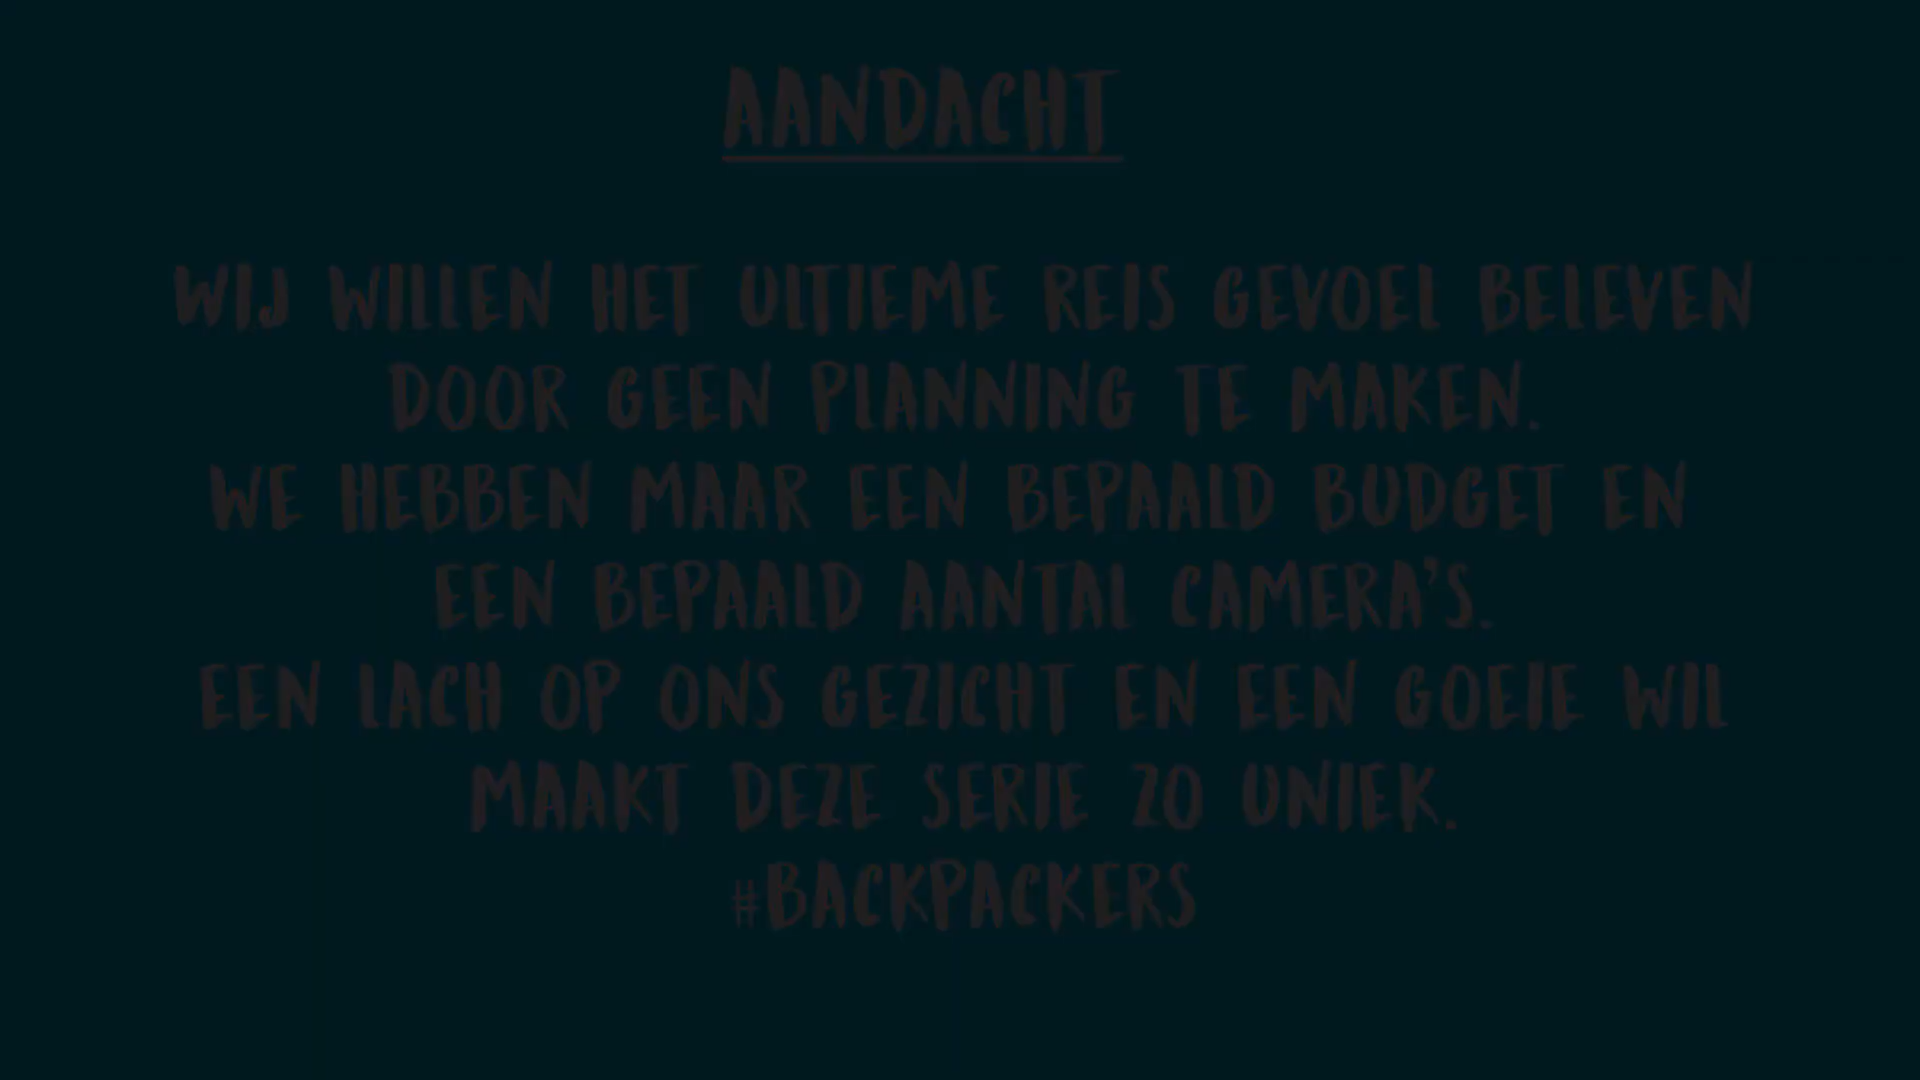 AANDACHT
WIJ WILLEN HET ULTIEME REIS GEVOEL BELEVEN
DOOR GEEN PLANNING TE MAKEN.
WE HEBBEN MAAR EEN BEPAALD BUDGET EN
EEN BEPAALD AANTAL CAMERA'S.
EEN LACH OP ONS GEZICHT EN EEN GOEIE WIL
MAAKT DEZE SERIE ZO UNIEK.
#BACKPACKERS